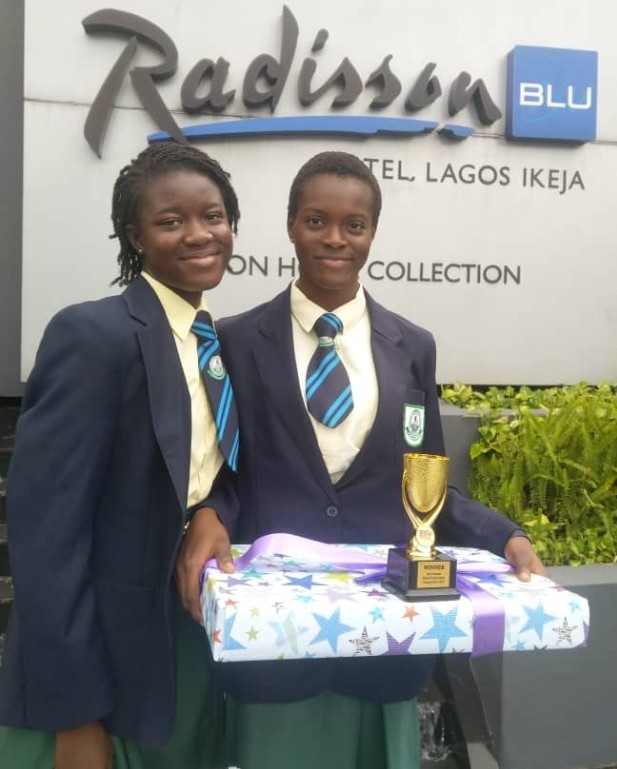 Radisson
BLU
TEL, LAGOS IKEJA
ON H COLLECTION
WINNER